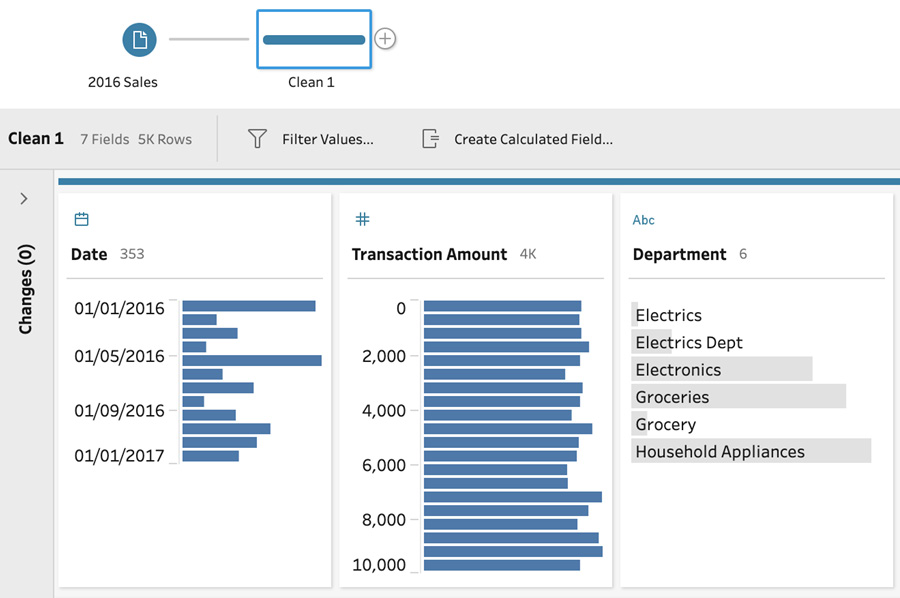 2016 Sales
Clean 1
Clean 1 7 Fields 5K Rows Filter Values... Create Calculated Field...
Changes (0)
Date 353
01/01/2016
01/05/2016
01/09/2016
01/01/2017
Transaction Amount 4K
0
2,000
4,000
6,000
8,000
10,000
Abc
Department 6
Electrics
Electrics Dept
Electronics
Groceries
Grocery
Household Appliances